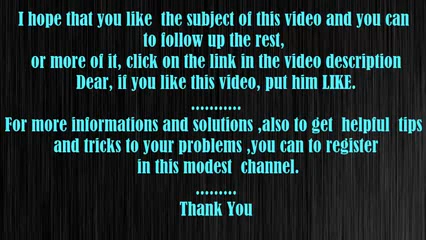 I hope that you like the subject of this video and you can
to follow up the rest,
or more of it, click on the link in the video description
Dear, if you like this video, put him LIKE.
...........
For more informations and solutions ,also to get helpful tips
and tricks to your problems ,you can to register
in this modest channel.
.........
Thank You